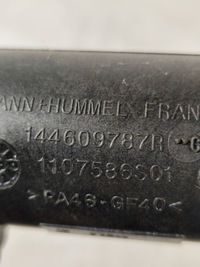 ANN+HUMMEL FRAN
144609787R
1107586S01
>PA46-GF40<